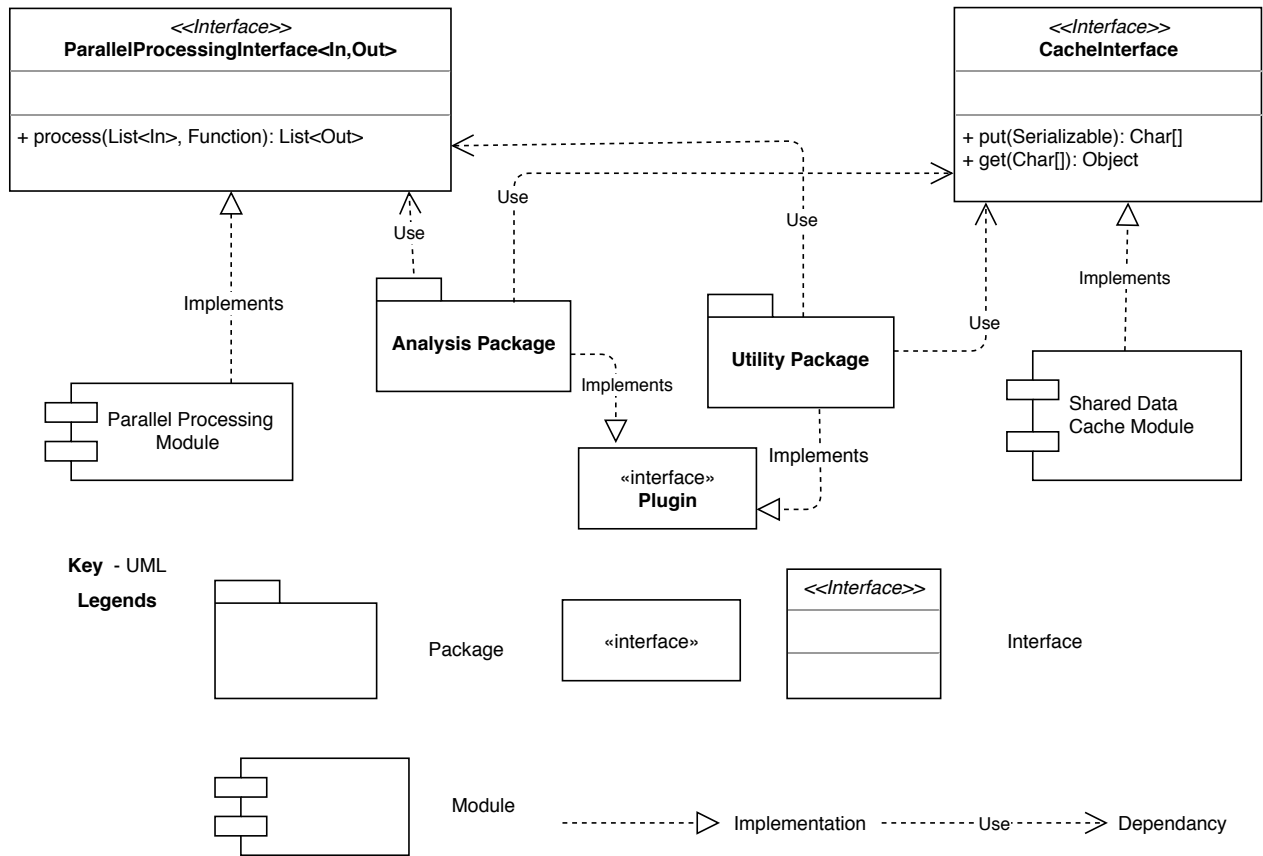 <<Interface>>
ParallelProcessingInterface<In,Out>
+ process(List<In>, Function): List<Out>
<<Interface>>
CacheInterface
+ put(Serializable): Char[]
+ get(Char[]): Object
Use
Use
Use
Use
Implements
Implements
Implements
Implements
Analysis Package
Utility Package
Parallel Processing
Module
Shared Data
Cache Module
«interface»
Plugin
Key - UML
Legends
Package
«interface»
<<Interface>>
Interface
Module
Implementation
Use
Dependancy